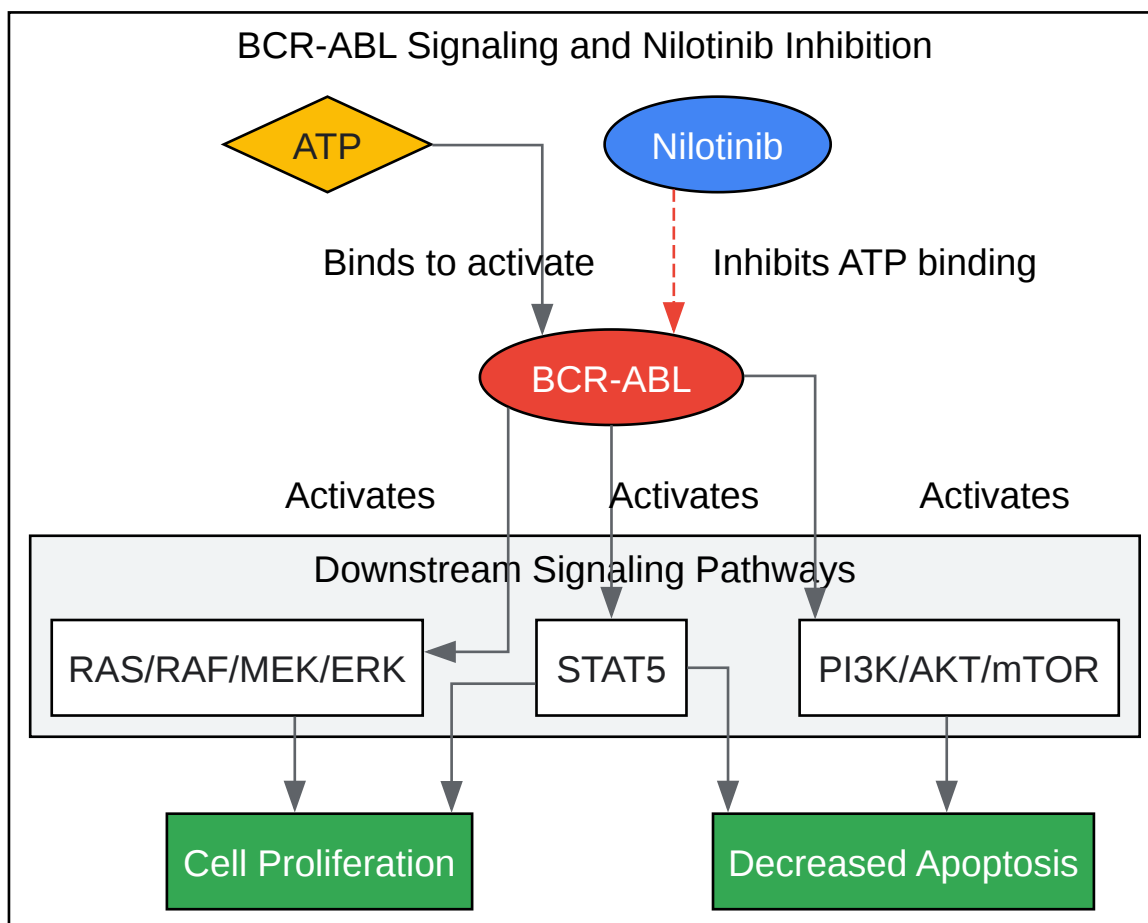 BCR-ABL Signaling and Nilotinib Inhibition
ATP
Nilotinib
Binds to activate
Inhibits ATP binding
BCR-ABL
Activates
Activates
Activates
Downstream Signaling Pathways
RAS/RAF/MEK/ERK
STAT5
PI3K/AKT/mTOR
Cell Proliferation
Decreased Apoptosis